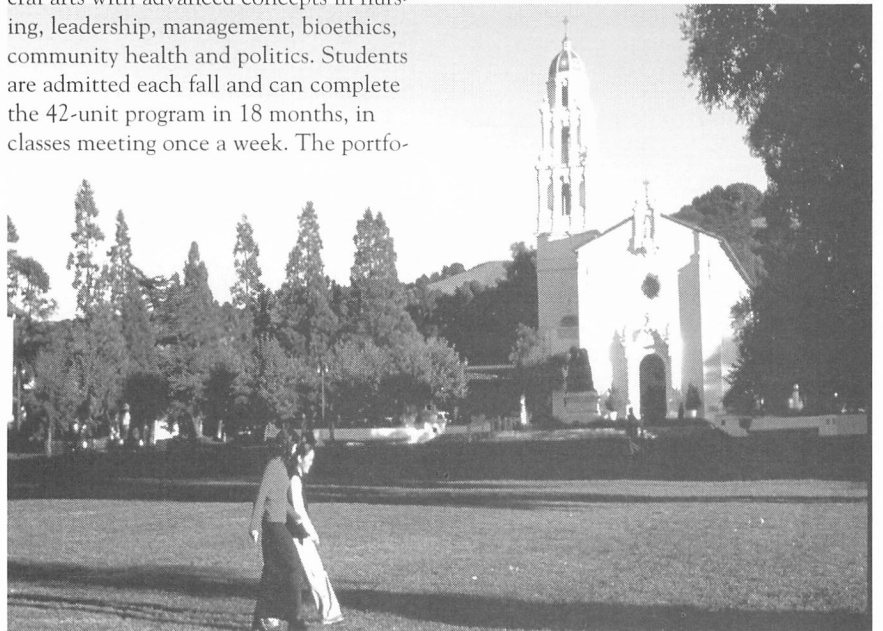 eral arts with advanced concepts in nurs-
ing, leadership, management, bioethics,
community health and politics. Students
are admitted each fall and can complete
the 42-unit program in 18 months, in
classes meeting once a week. The portfo-